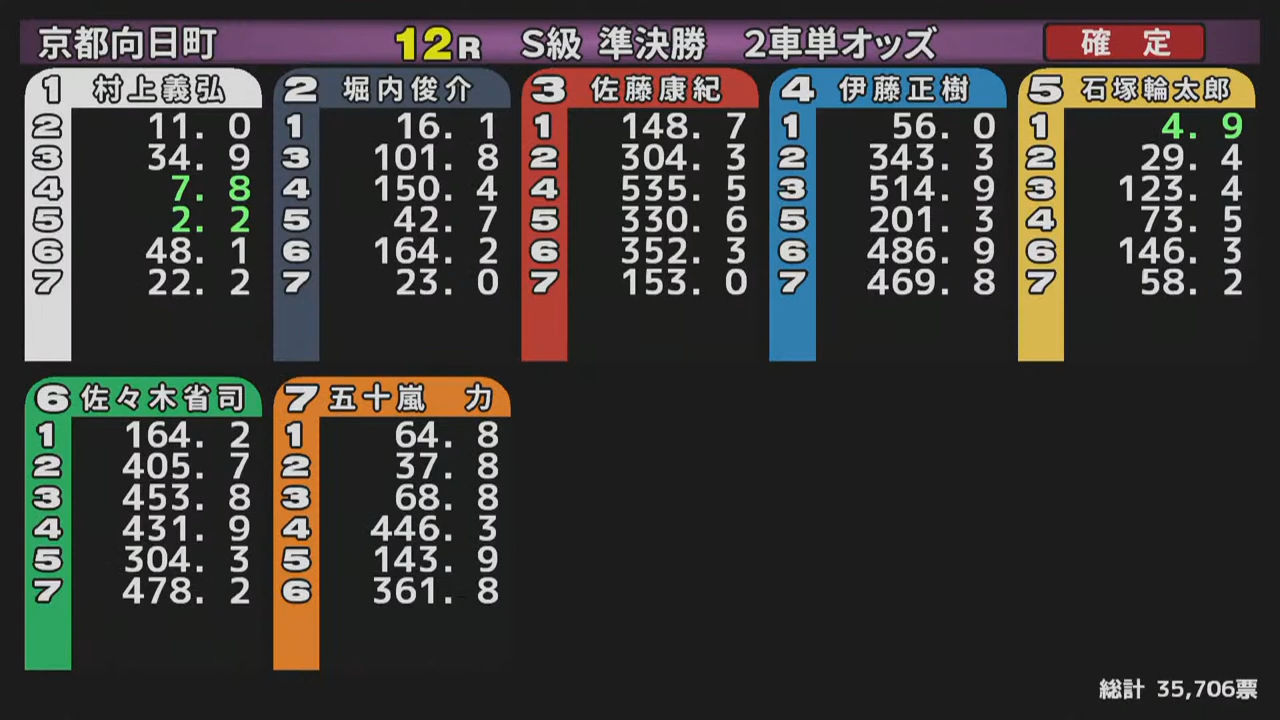 京都向日町 12R S級 準決勝 2車単オッズ 確定
1 村上義弘 2 堀内俊介 3 佐藤康紀 4 伊藤正樹 5 石塚輪太郎
2 11.0 1 16.1 1 148.7 1 56.0 1 4.9
3 34.9 3 101.8 2 304.3 2 343.3 2 29.4
4 7.8 4 150.4 4 535.5 3 514.9 3 123.4
5 2.2 5 42.7 5 330.6 5 201.3 4 73.5
6 48.1 6 164.2 6 352.3 6 486.9 6 146.3
7 22.2 7 23.0 7 153.0 7 469.8 7 58.2
6 佐々木省司 7 五十嵐 力
1 164.2 1 64.8
2 405.7 2 37.8
3 453.8 3 68.8
4 431.9 4 446.3
5 304.3 5 143.9
7 478.2 6 361.8
総計 35,706票